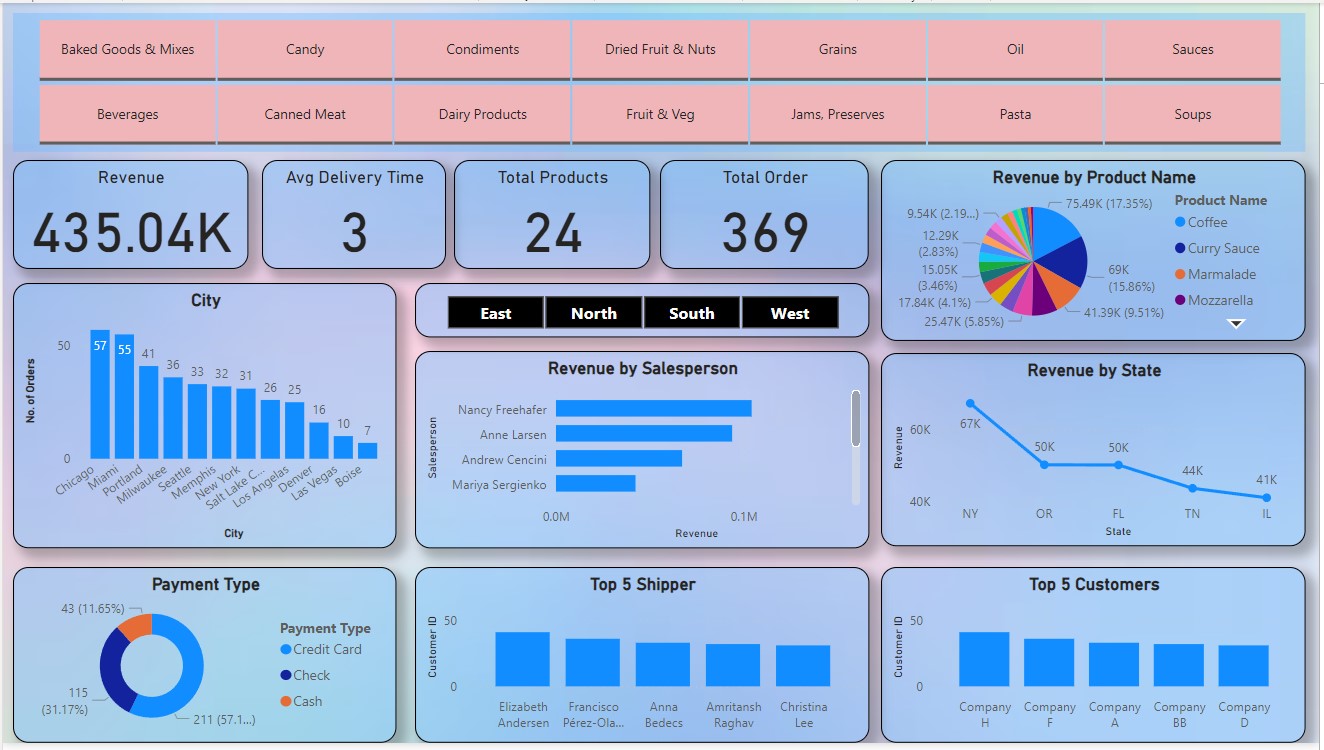 Baked Goods & Mixes
Candy
Condiments
Dried Fruit & Nuts
Grains
Oil
Sauces
Beverages
Canned Meat
Dairy Products
Fruit & Veg
Jams, Preserves
Pasta
Soups
Revenue
435.04K
Avg Delivery Time
3
Total Products
24
Total Order
369
Revenue by Product Name
75.49K (17.35%)
69K
(15.86%)
41.39K (9.51%)
25.47K (5.85%)
17.84K (4.1%)
15.05K
(3.46%)
12.29K
(2.83%)
9.54K (2.19...)
Product Name
Coffee
Curry Sauce
Marmalade
Mozzarella
City
No. of Orders
50
0
57
55
41
36
33
32
31
26
25
16
10
7
Chicago
Miami
Portland
Milwaukee
Seattle
Memphis
New York
Salt Lake C...
Los Angelas
Denver
Las Vegas
Boise
City
East
North
South
West
Revenue by Salesperson
Salesperson
Nancy Freehafer
Anne Larsen
Andrew Cencini
Mariya Sergienko
0.0M
0.1M
Revenue
Revenue by State
Revenue
60K
40K
67K
50K
50K
44K
41K
NY
OR
FL
TN
IL
State
Payment Type
43 (11.65%)
115
(31.17%)
211 (57.1...)
Payment Type
Credit Card
Check
Cash
Top 5 Shipper
Customer ID
50
0
Elizabeth
Andersen
Francisco
Pérez-Ola...
Anna
Bedecs
Amritansh
Raghav
Christina
Lee
Top 5 Customers
Customer ID
50
0
Company
H
Company
F
Company
A
Company
BB
Company
D